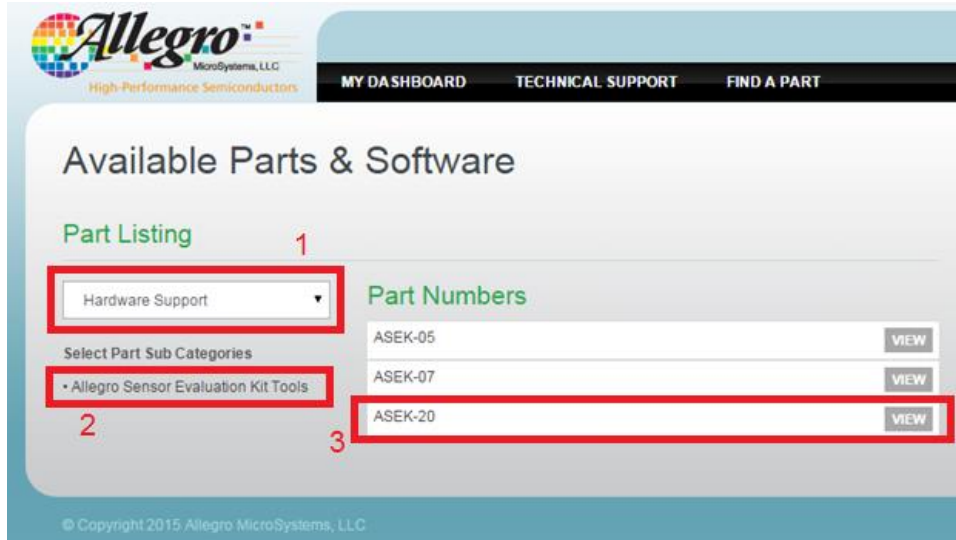 Allegro™
MicroSystems, LLC
High-Performance Semiconductors
MY DASHBOARD TECHNICAL SUPPORT FIND A PART
Available Parts & Software
Part Listing
1
Hardware Support
Part Numbers
ASEK-05 VIEW
Select Part Sub Categories
ASEK-07 VIEW
• Allegro Sensor Evaluation Kit Tools
ASEK-20 VIEW
2
3
© Copyright 2015 Allegro MicroSystems, LLC